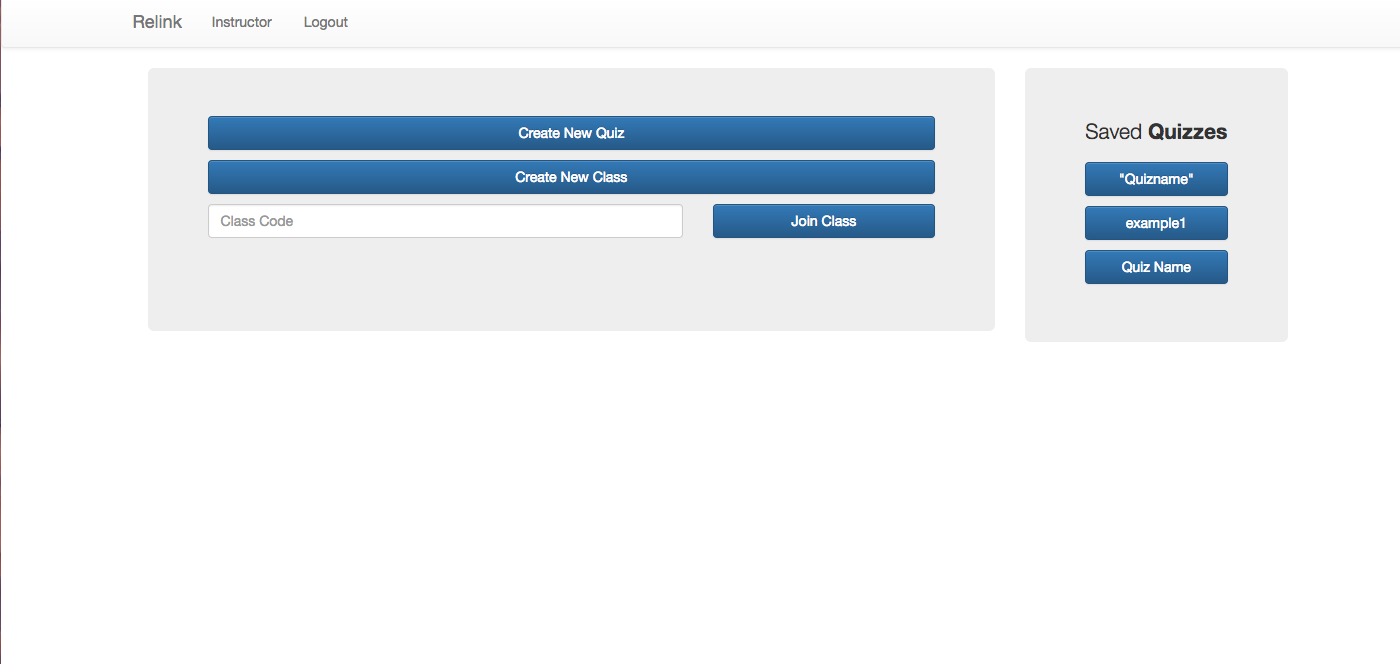 Relink Instructor Logout
Create New Quiz
Create New Class
Class Code Join Class
Saved Quizzes
"Quizname"
example1
Quiz Name